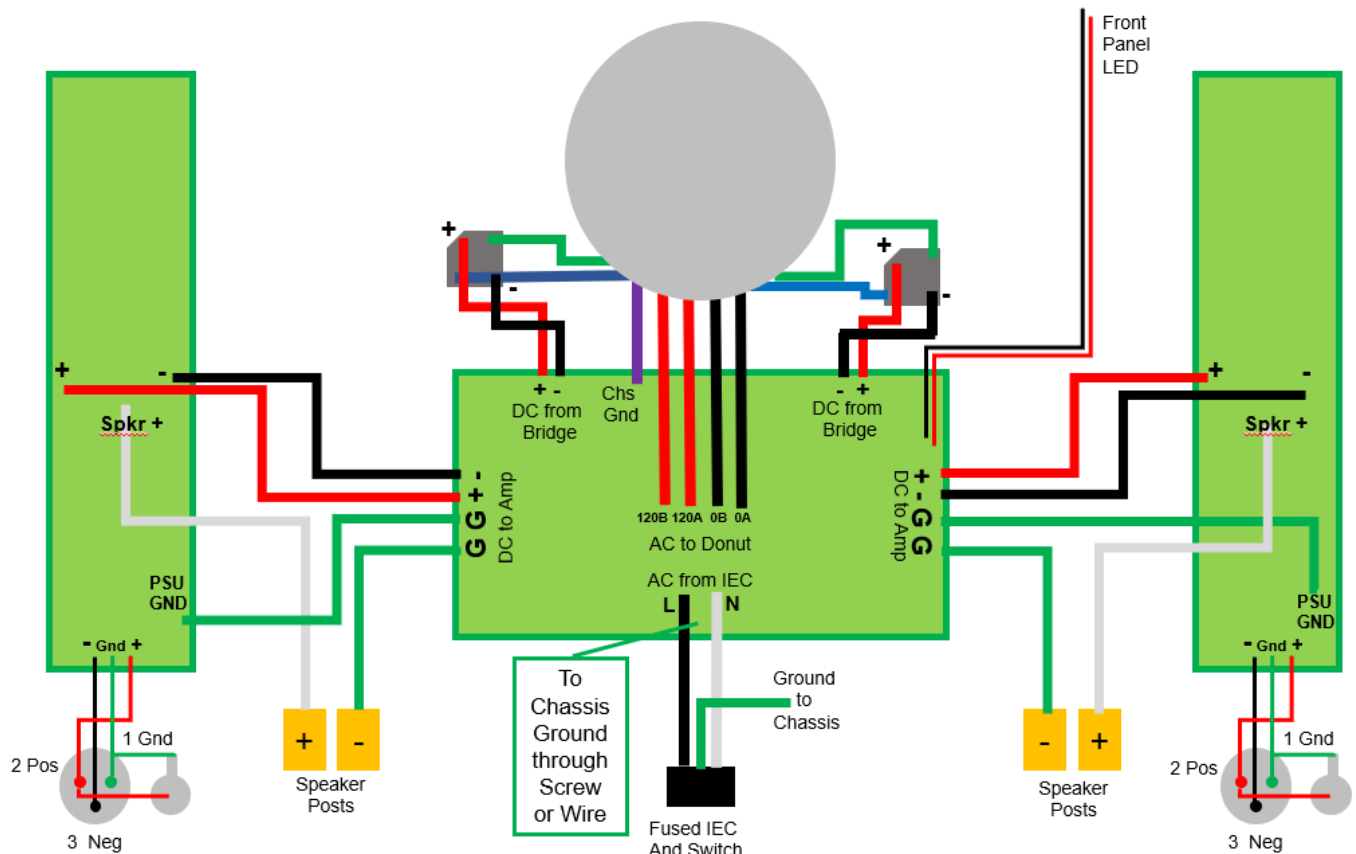 Front
Panel
LED
+
-
+
-
+ -
DC from
Bridge
Chs
Gnd
- +
DC from
Bridge
+
-
Spkr +
+
-
Spkr +
-
+
G
G
DC to Amp
+
-
G
G
DC to Amp
120B 120A 0B 0A
AC to Donut
AC from IEC
L N
PSU
GND
- Gnd +
PSU
GND
- Gnd +
To
Chassis
Ground
through
Screw
or Wire
Ground
to
Chassis
1 Gnd
2 Pos
3 Neg
+ -
Speaker
Posts
Fused IEC
And Switch
- +
Speaker
Posts
1 Gnd
2 Pos
3 Neg